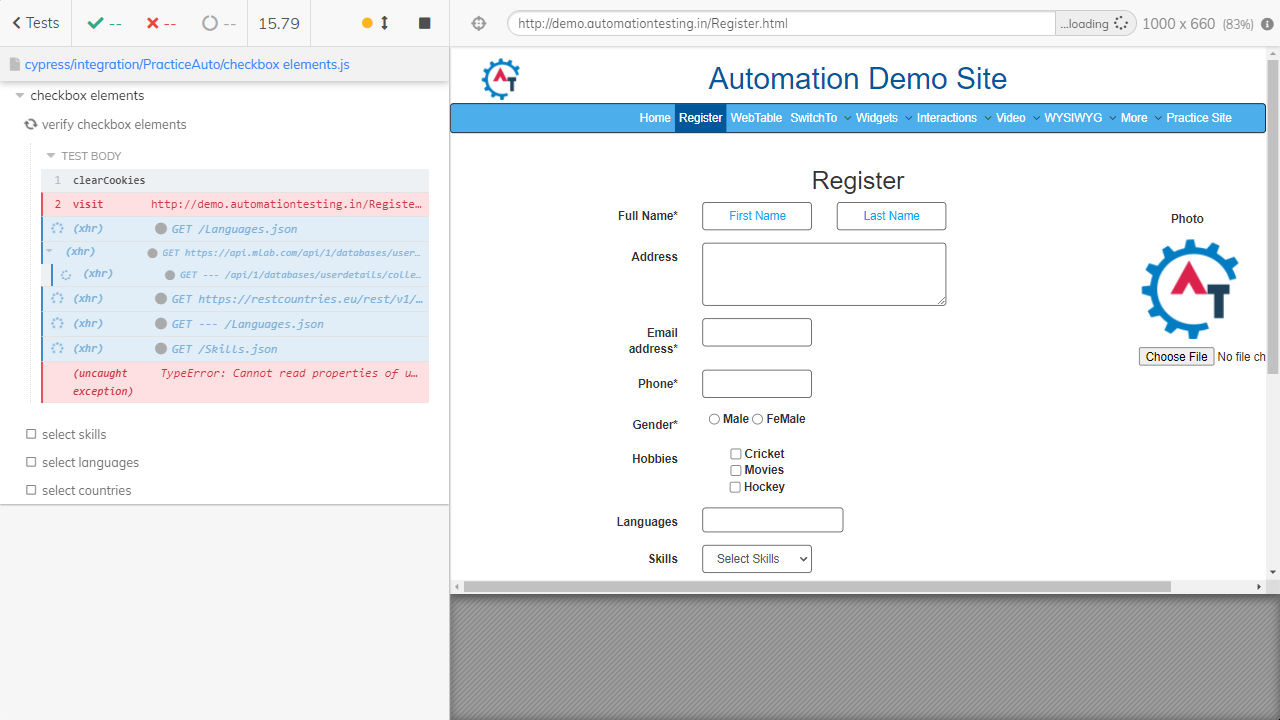 Tests
--
--
--
15.79
http://demo.automationtesting.in/Register.html
...loading
1000 x 660 (83%)
cypress/integration/PracticeAuto/checkbox elements.js
checkbox elements
verify checkbox elements
TEST BODY
1 clearCookies
2 visit http://demo.automationtesting.in/Registe...
(xhr) GET /Languages.json
(xhr) GET https://api.mlab.com/api/1/databases/user...
(xhr) GET --- /api/1/databases/userdetails/colle...
(xhr) GET https://restcountries.eu/rest/v1/...
(xhr) GET --- /Languages.json
(xhr) GET /Skills.json
(uncaught exception) TypeError: Cannot read properties of u...
select skills
select languages
select countries
AT
Automation Demo Site
Home Register WebTable SwitchTo Widgets Interactions Video WYSIWYG More Practice Site
Register
Full Name* First Name Last Name
Photo
Address
AT
Email
address*
Choose File No file ch
Phone*
Gender* Male FeMale
Hobbies Cricket
Movies
Hockey
Languages
Skills Select Skills